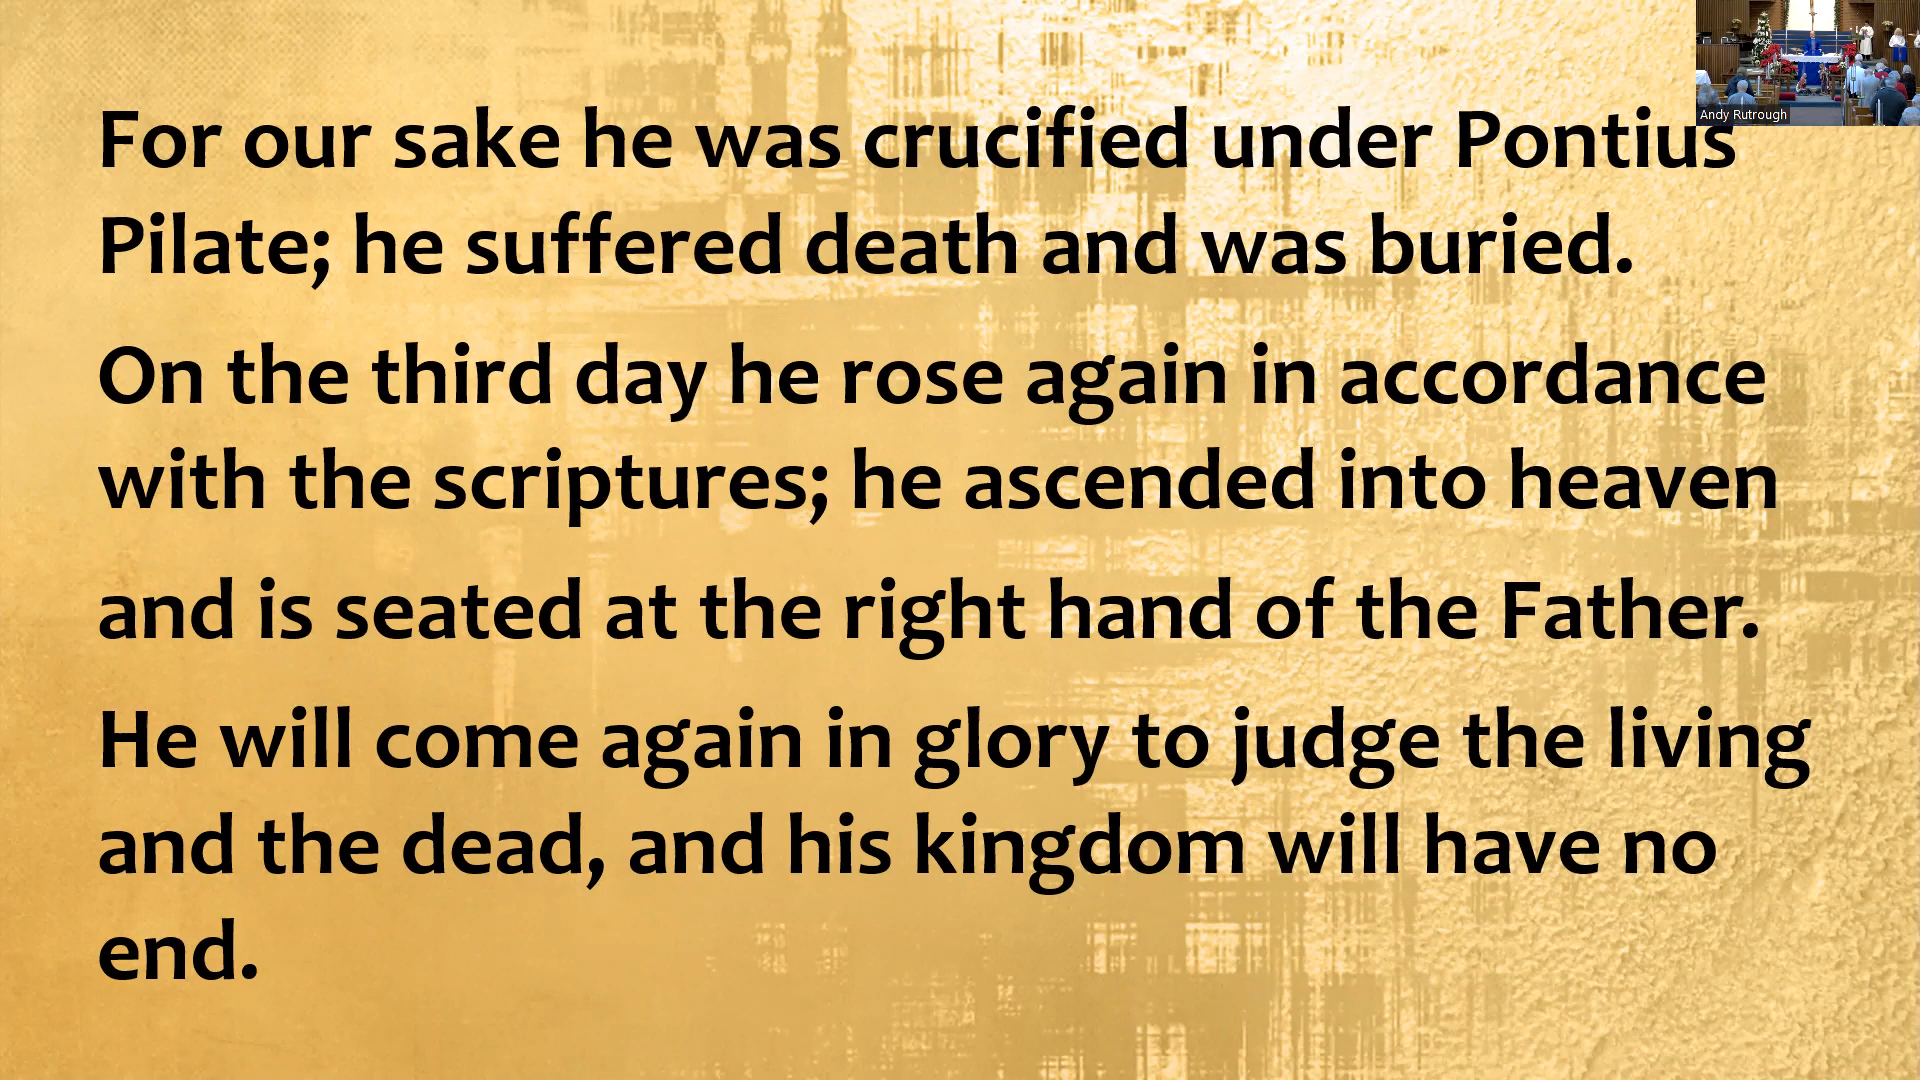 For our sake he was crucified under Pontius
Pilate; he suffered death and was buried.
On the third day he rose again in accordance
with the scriptures; he ascended into heaven
and is seated at the right hand of the Father.
He will come again in glory to judge the living
and the dead, and his kingdom will have no
end.
Andy Rutrough